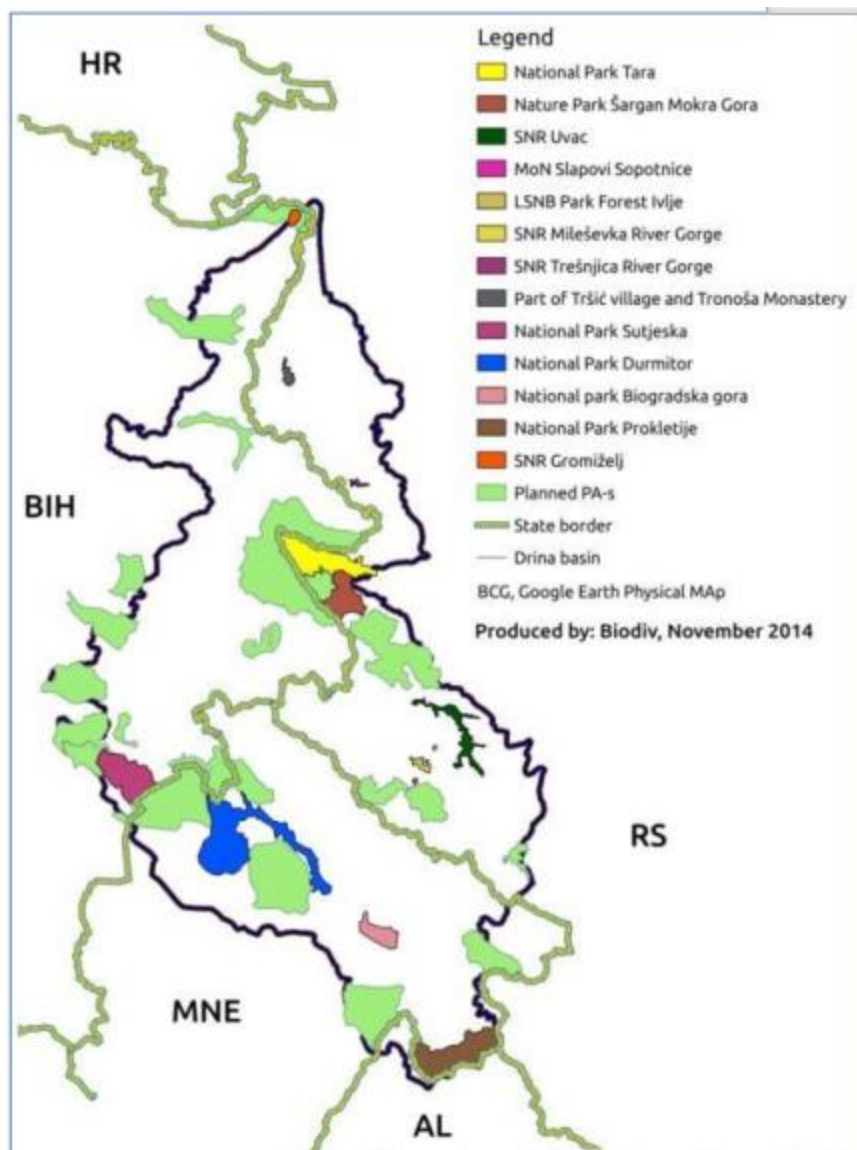 HR
Legend
National Park Tara
Nature Park Šargan Mokra Gora
SNR Uvac
MoN Slapovi Sopotnice
LSNB Park Forest Ivlje
SNR Mileševka River Gorge
SNR Trešnjica River Gorge
Part of Tršić village and Tronoša Monastery
National Park Sutjeska
National Park Durmitor
National park Biogradska gora
National Park Prokletije
SNR Gromiželj
Planned PA-s
State border
Drina basin
BCG, Google Earth Physical MAp
Produced by: Biodiv, November 2014
BIH
RS
MNE
AL